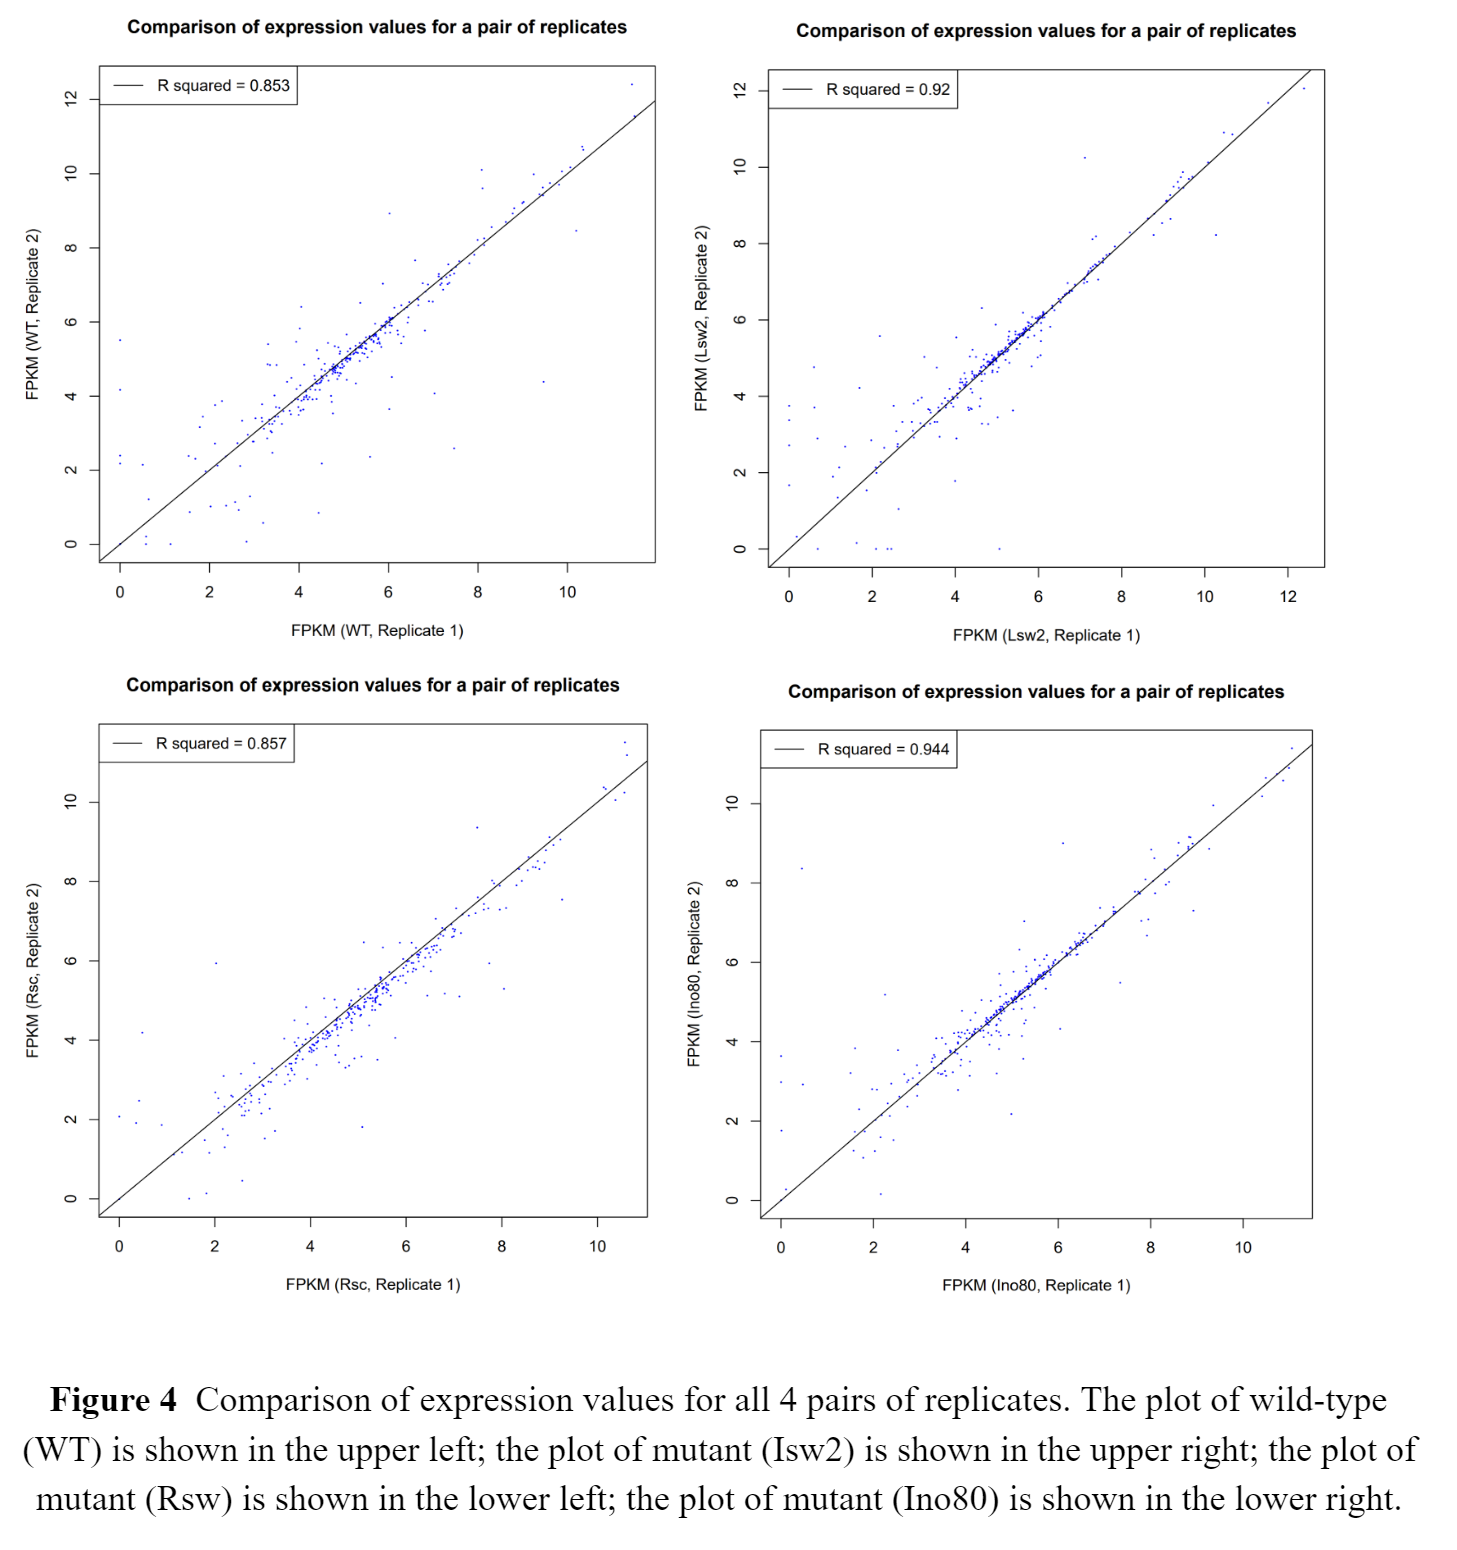 Comparison of expression values for a pair of replicates
R squared = 0.853
FPKM (WT, Replicate 2)
12
10
8
6
4
2
0
0 2 4 6 8 10
FPKM (WT, Replicate 1)
Comparison of expression values for a pair of replicates
R squared = 0.92
FPKM (Lsw2, Replicate 2)
12
10
8
6
4
2
0
0 2 4 6 8 10 12
FPKM (Lsw2, Replicate 1)
Comparison of expression values for a pair of replicates
R squared = 0.857
FPKM (Rsc, Replicate 2)
10
8
6
4
2
0
0 2 4 6 8 10
FPKM (Rsc, Replicate 1)
Comparison of expression values for a pair of replicates
R squared = 0.944
FPKM (Ino80, Replicate 2)
10
8
6
4
2
0
0 2 4 6 8 10
FPKM (Ino80, Replicate 1)
Figure 4 Comparison of expression values for all 4 pairs of replicates. The plot of wild-type
(WT) is shown in the upper left; the plot of mutant (Isw2) is shown in the upper right; the plot of
mutant (Rsw) is shown in the lower left; the plot of mutant (Ino80) is shown in the lower right.